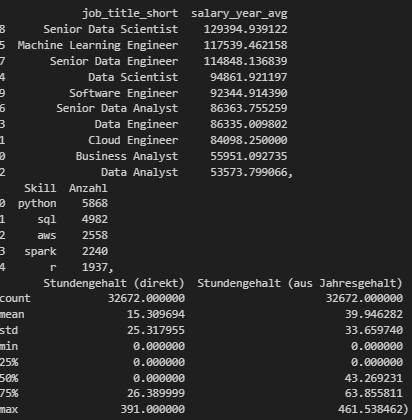 job_title_short  salary_year_avg
8      Senior Data Scientist    129394.939122
5  Machine Learning Engineer    117539.462158
7       Senior Data Engineer    114848.136839
4             Data Scientist     94861.921197
9          Software Engineer     92344.914390
6        Senior Data Analyst     86363.755259
3              Data Engineer     86335.009802
1             Cloud Engineer     84098.250000
0           Business Analyst     55951.092735
2               Data Analyst     53573.799066,
Skill  Anzahl
0  python    5868
1     sql    4982
2     aws    2558
3   spark    2240
4       r    1937,
Stundengehalt (direkt)  Stundengehalt (aus Jahresgehalt)
count            32672.000000                      32672.000000
mean                15.309694                         39.946282
std                 25.317955                         33.659740
min                  0.000000                          0.000000
25%                  0.000000                          0.000000
50%                  0.000000                         43.269231
75%                 26.389999                         63.855811
max                391.000000                        461.538462)